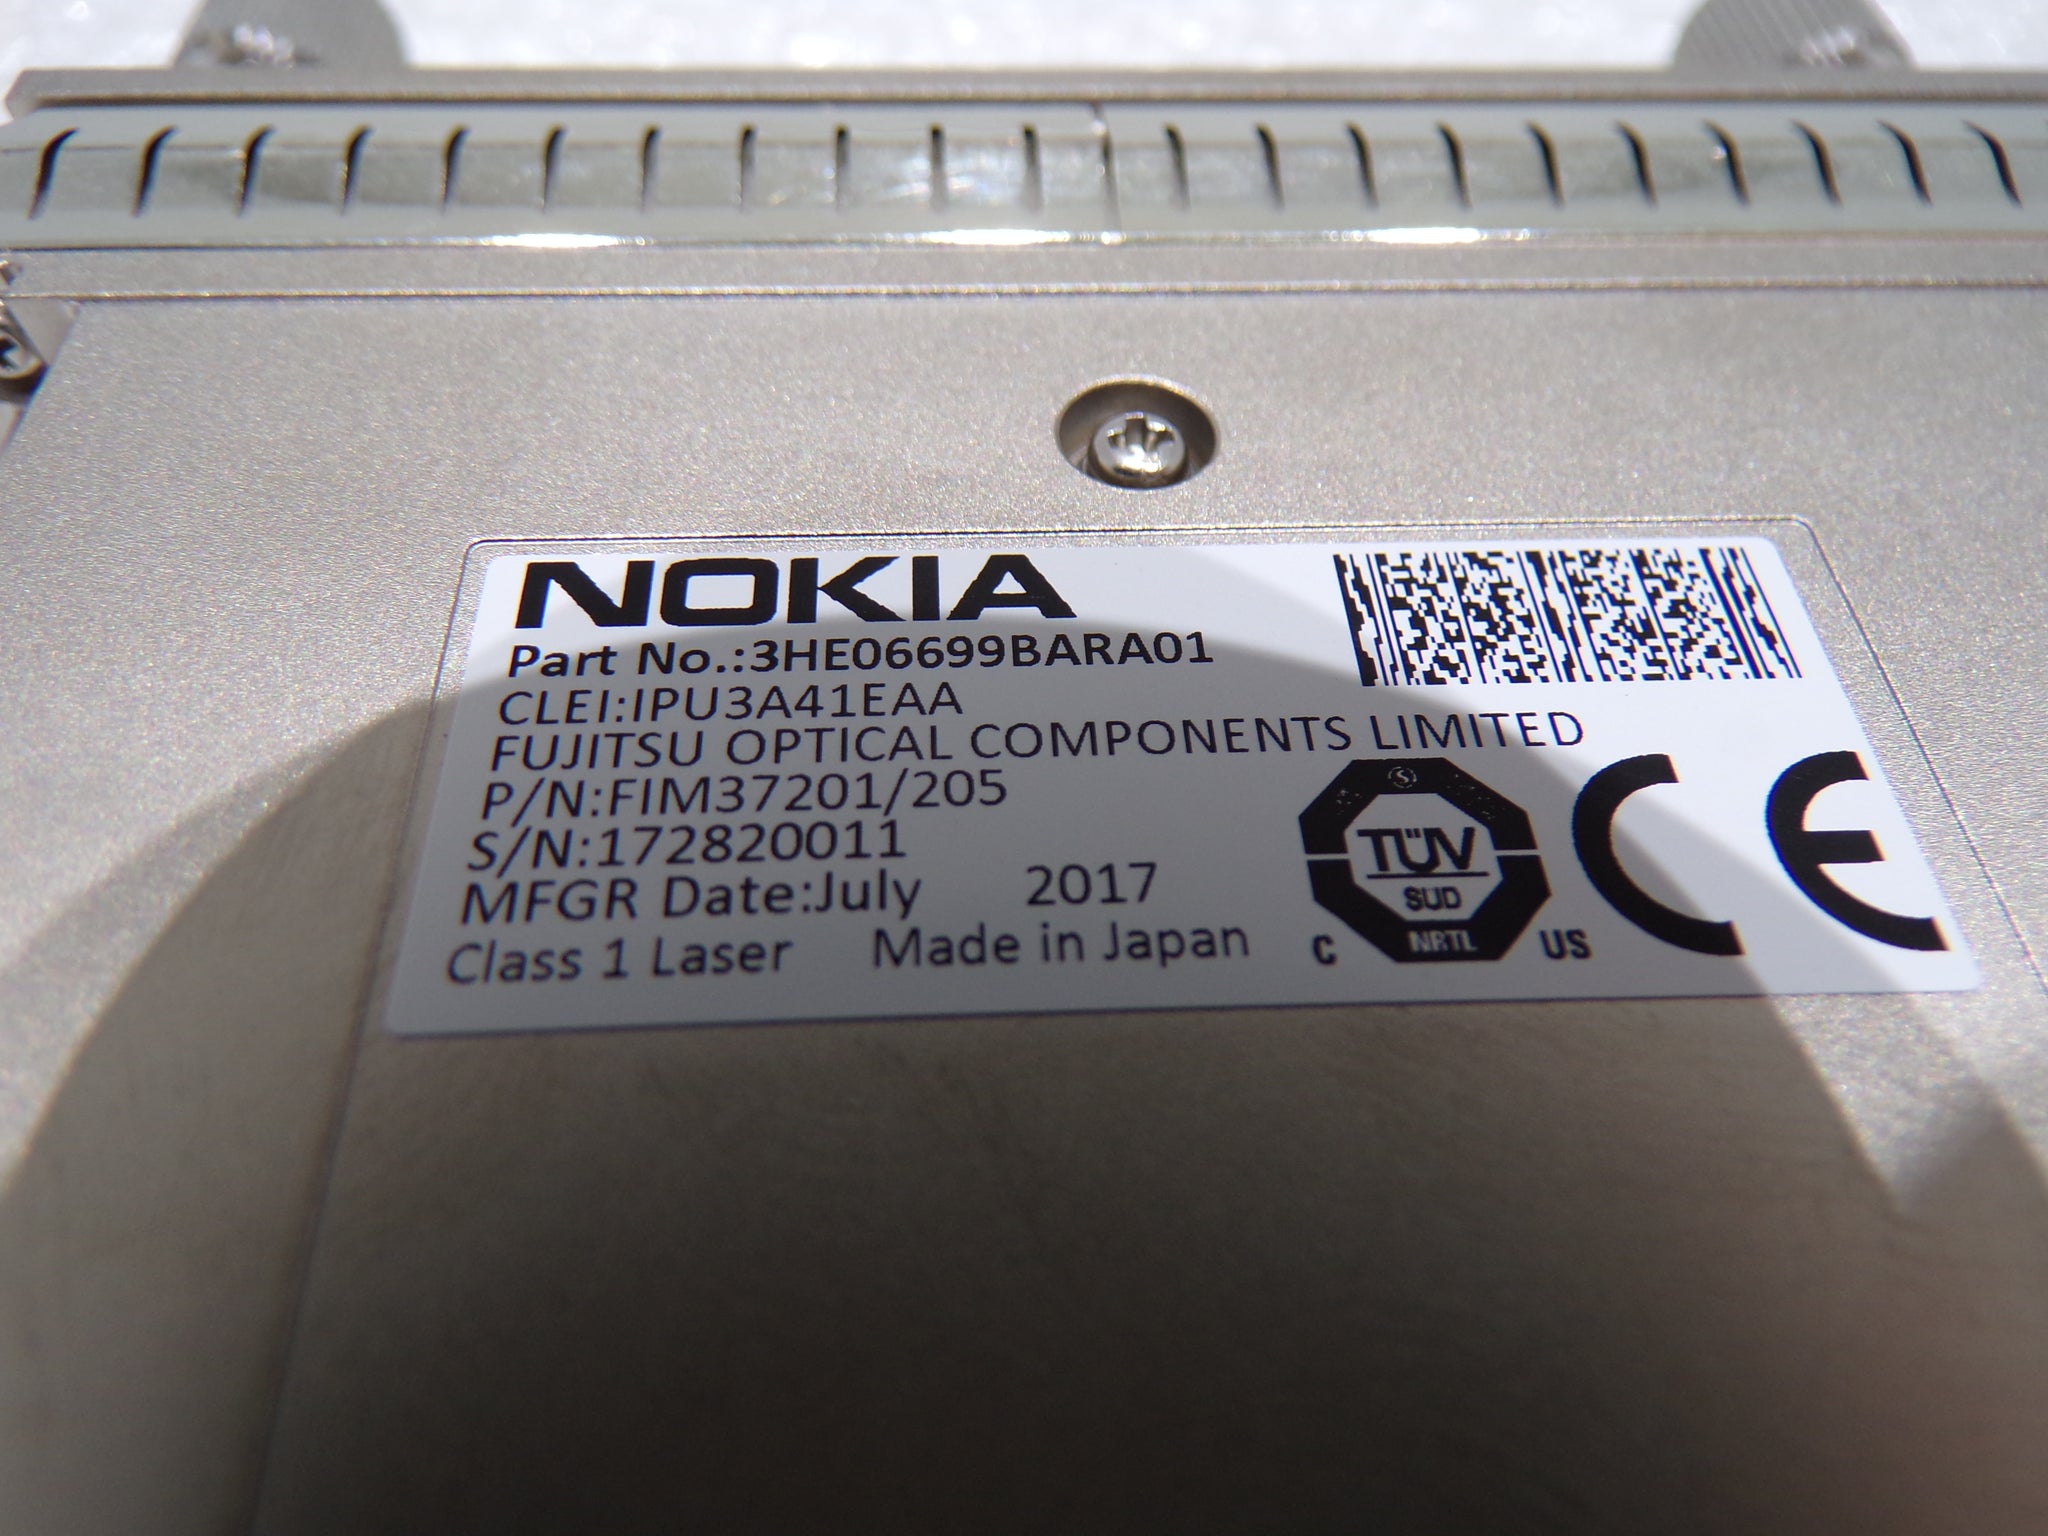 NOKIA
Part No.:3HE06699BARA01
CLEI:IPU3A41EAA
FUJITSU OPTICAL COMPONENTS LIMITED
P/N:FIM37201/205
S/N:172820011
MFGR Date:July 2017
Class 1 Laser Made in Japan
TÜV
SUD
NRTL
C US
CE